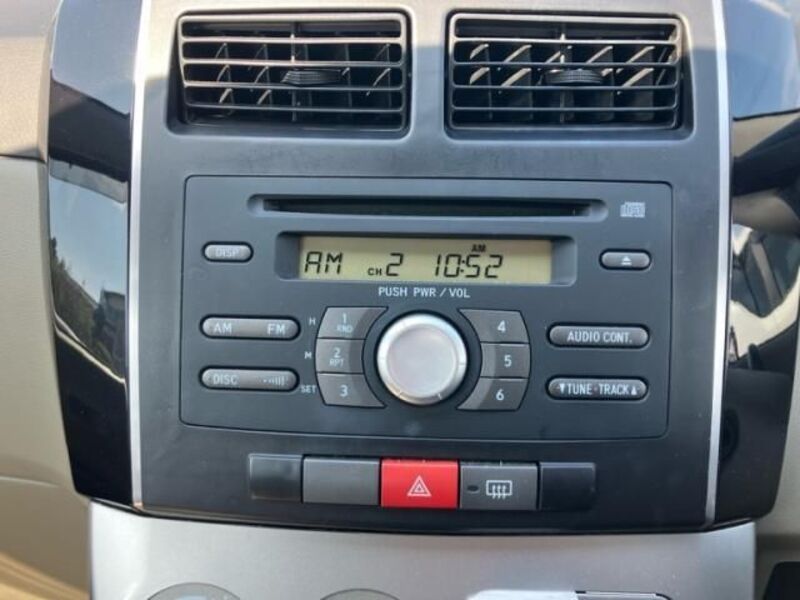 DISP
AM
AM CH 2 10:52
PUSH PWR / VOL
AM FM
DISC
H 1 RND
M 2 RPT
SET 3
4
5
6
AUDIO CONT.
▼TUNE・TRACK▲